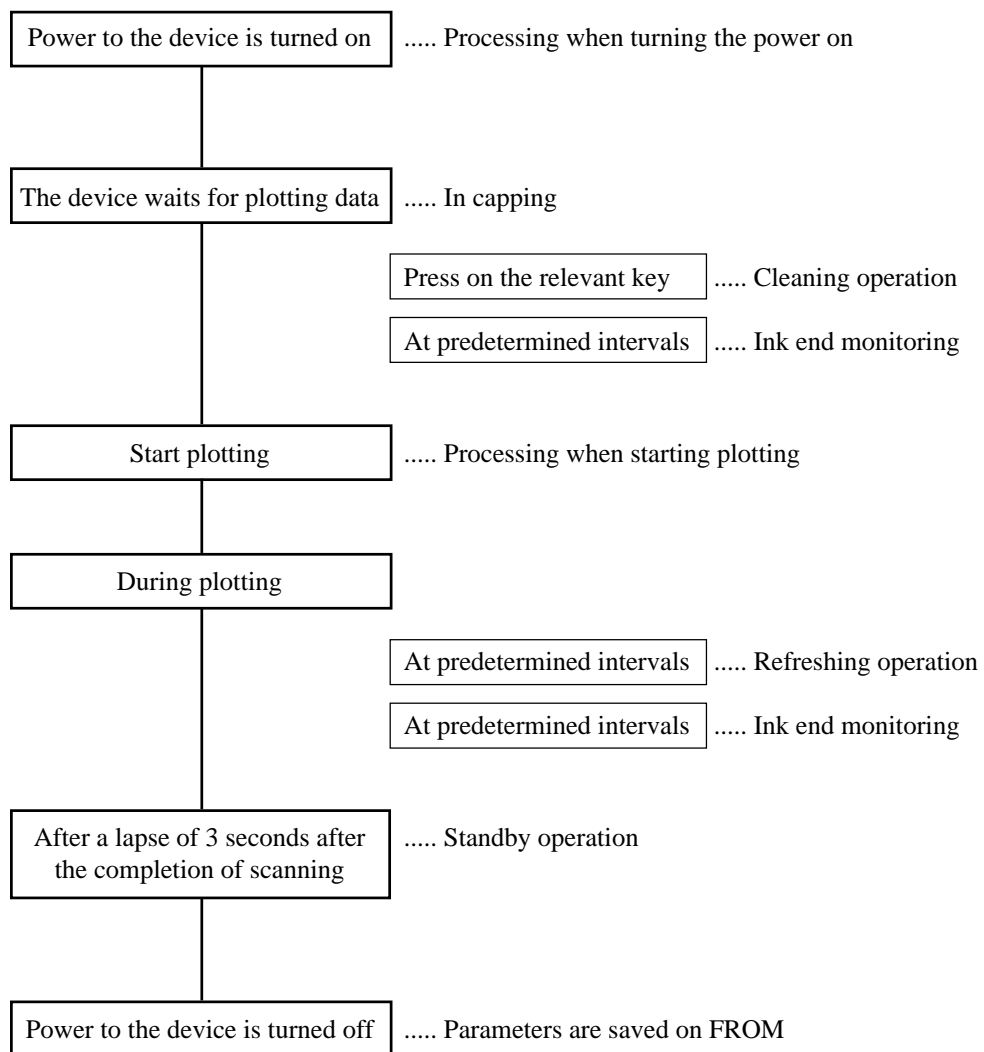 Power to the device is turned on ..... Processing when turning the power on
The device waits for plotting data ..... In capping
Press on the relevant key ..... Cleaning operation
At predetermined intervals ..... Ink end monitoring
Start plotting ..... Processing when starting plotting
During plotting
At predetermined intervals ..... Refreshing operation
At predetermined intervals ..... Ink end monitoring
After a lapse of 3 seconds after ..... Standby operation
the completion of scanning
Power to the device is turned off ..... Parameters are saved on FROM